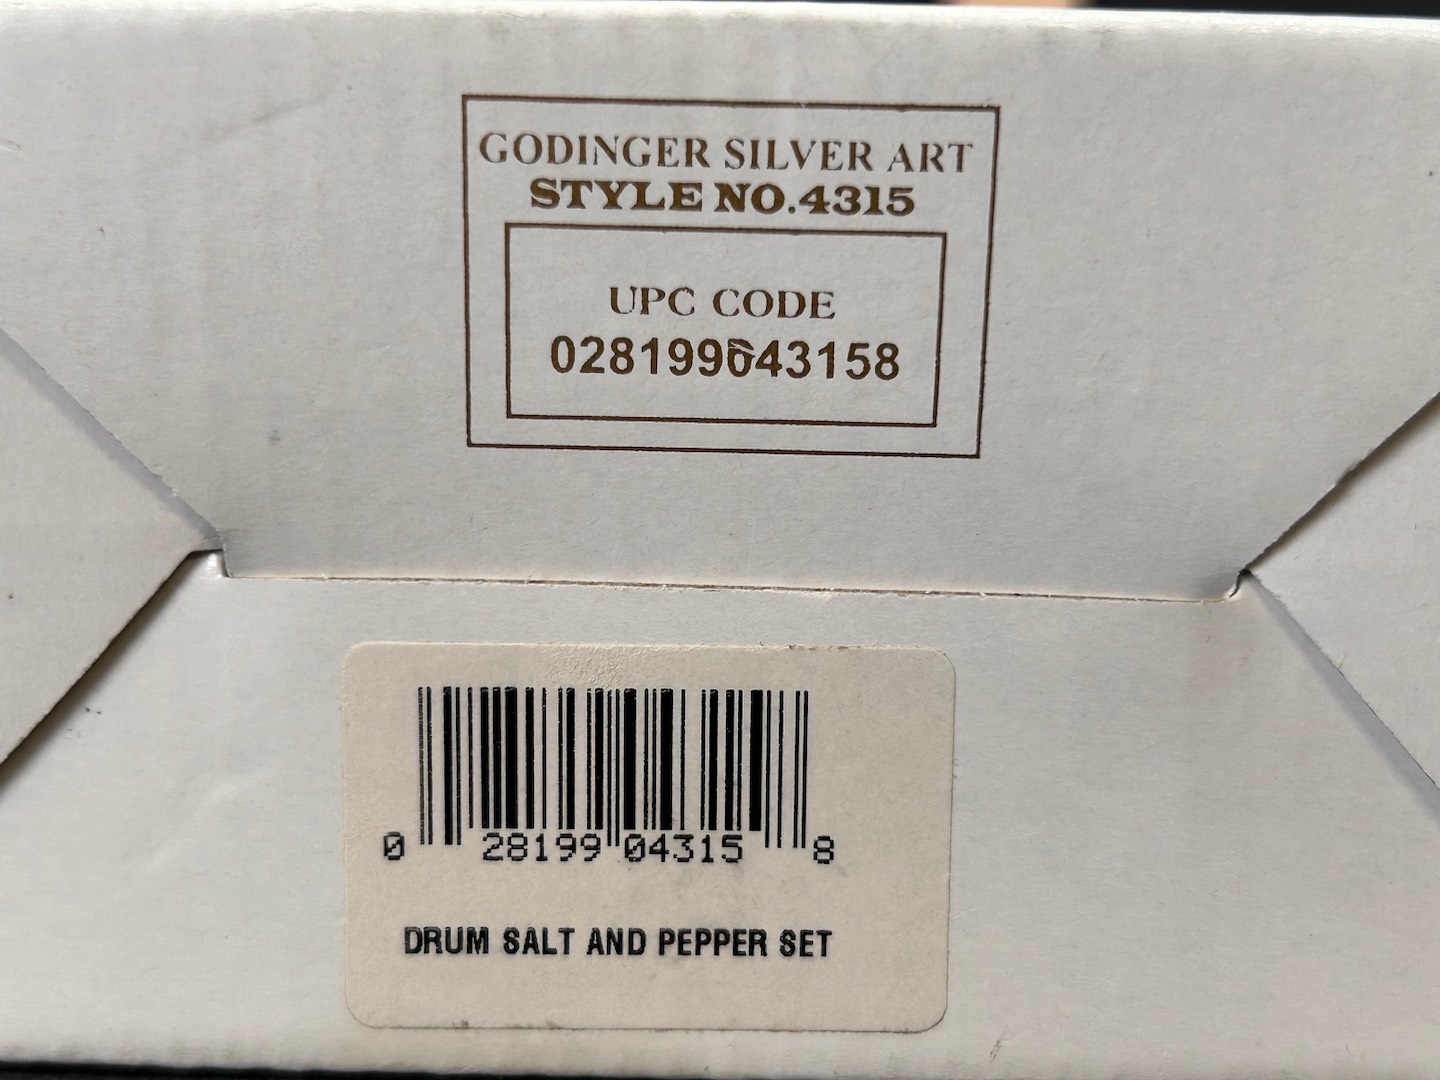 GODINGER SILVER ART
STYLE NO.4315
UPC CODE
028199043158
0 28199 04315 8
DRUM SALT AND PEPPER SET